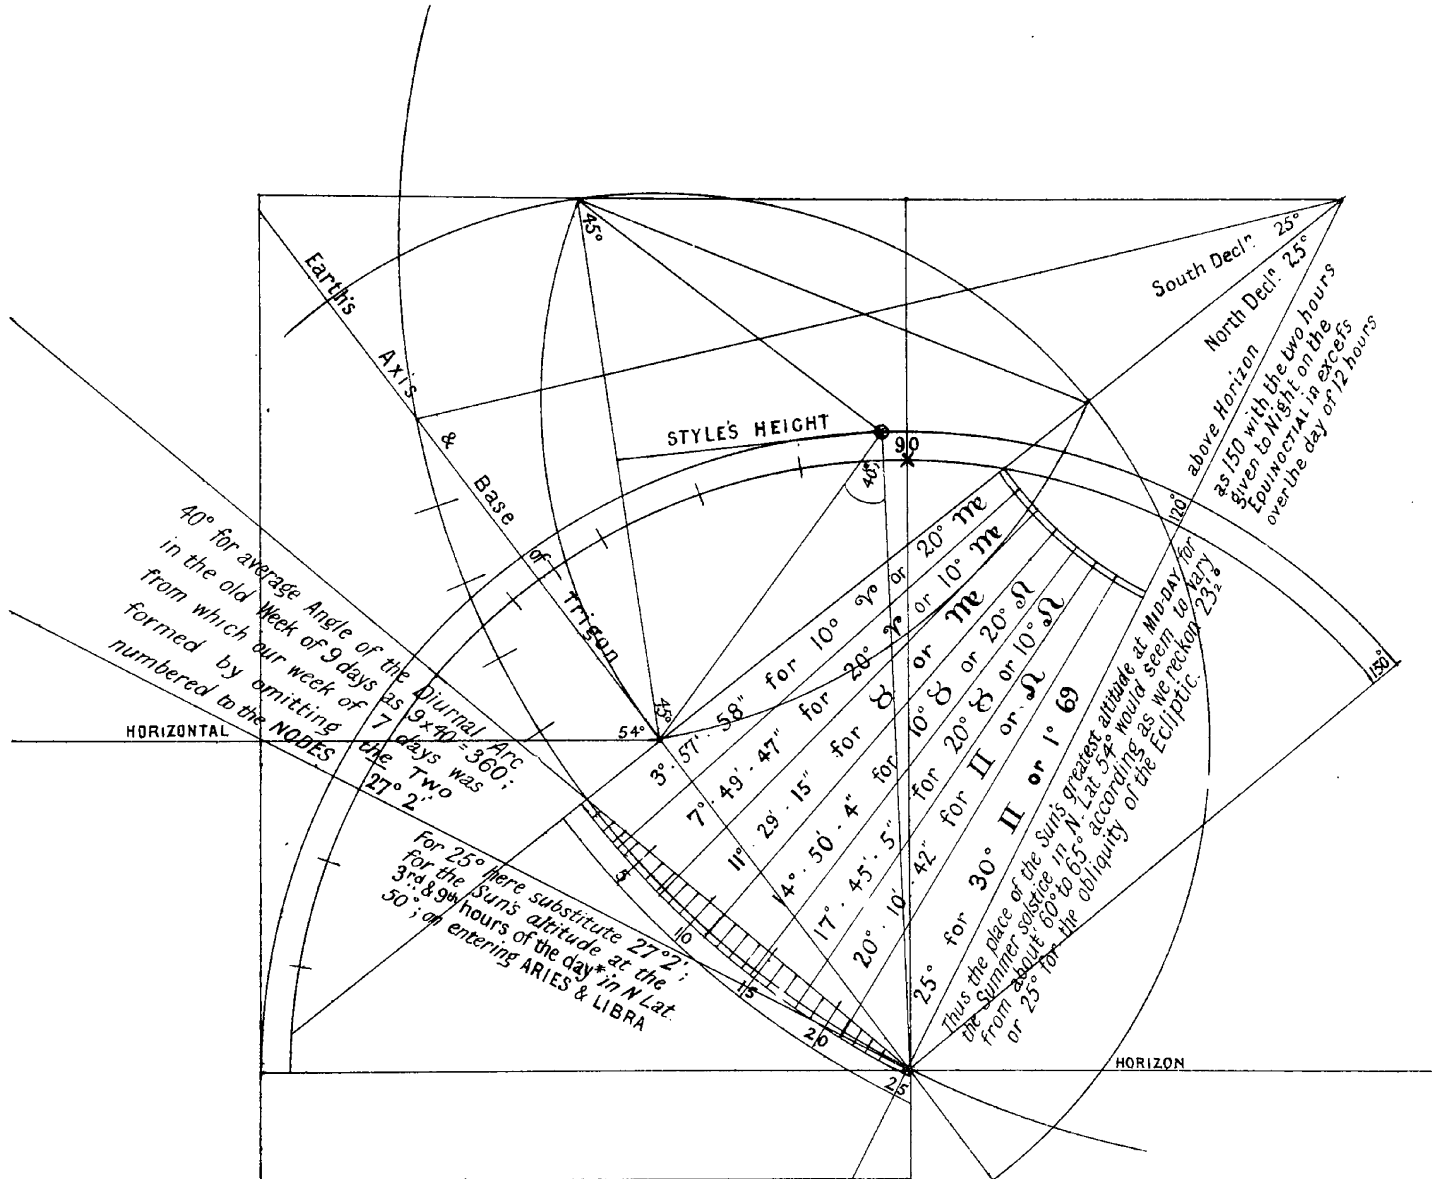 45°
25°
South Decl.ⁿ
25°
North Decl.ⁿ
Earth's Axis & Base of Trigon
STYLE'S HEIGHT
90
40°
above Horizon
120°
as 150 with the two hours
given to Night on the
EQUINOCTIAL in excefs
over the day of 12 hours
150°
40° for average Angle of the Diurnal Arc
in the old Week of 9 days as 9×40°=360;
from which our week of 7 days was
formed by omitting the Two
numbered to the NODES
27° 2'.
HORIZONTAL
54°
45°
3°. 57'. 58" for 10° ♈ or 20° ♍
7°. 49'. 47" for 20° ♈ or 10° ♍
11°. 29'. 15" for ♉ or ♍
14°. 50'. 4" for 10° ♉ or 20° ♌
17°. 45'. 5" for 20° ♉ or 10° ♌
20°. 10'. 42" for ♊ or ♌
25° for 30° ♊ or 1° ♋
Thus the place of the Sun's greatest altitude at MID-DAY for
the Summer solstice in N. Lat 54° would seem to vary
from about 60° to 65° according as we reckon 23½°
or 25° for the obliquity of the Ecliptic.
For 25° here substitute 27° 2';
for the Sun's altitude at the
3rd & 9th hours of the day* in N Lat.
50°; on entering ARIES & LIBRA
5
10
15
20
25
HORIZON